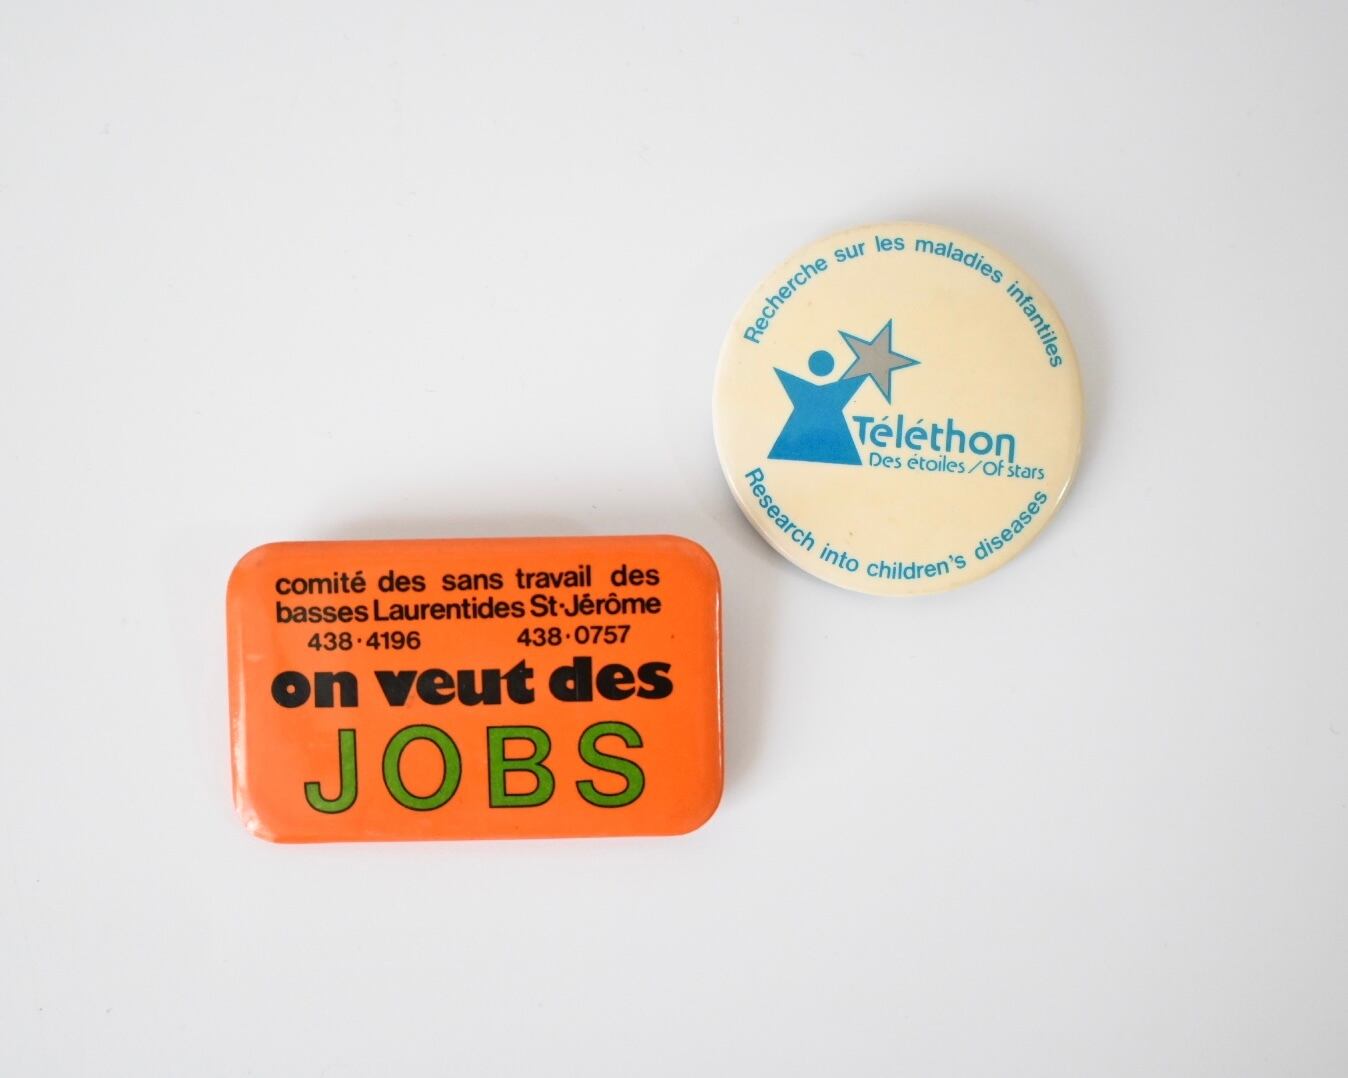 Recherche sur les maladies infantiles
Téléthon
Des étoiles / Of stars
Research into children's diseases
comité des sans travail des
basses Laurentides St-Jérôme
438·4196 438·0757
on veut des
JOBS